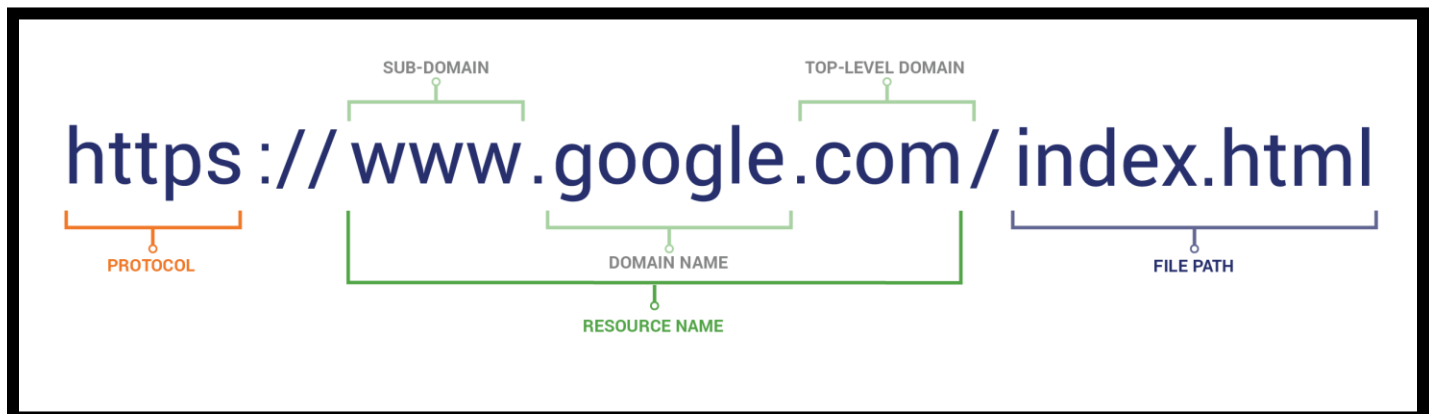 SUB-DOMAIN TOP-LEVEL DOMAIN
https://www.google.com/index.html
PROTOCOL DOMAIN NAME FILE PATH
RESOURCE NAME